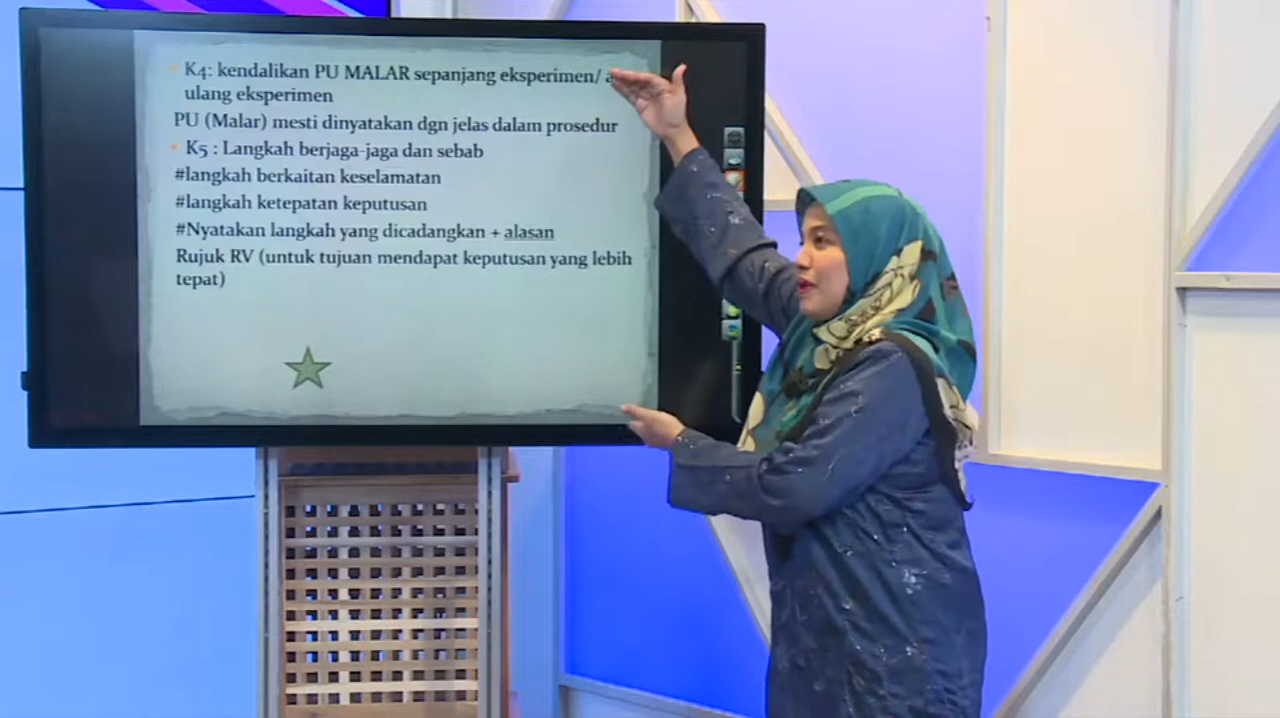 K4: kendalikan PU MALAR sepanjang eksperimen/
ulang eksperimen
PU (Malar) mesti dinyatakan dgn jelas dalam prosedur
K5 : Langkah berjaga-jaga dan sebab
#langkah berkaitan keselamatan
#langkah ketepatan keputusan
#Nyatakan langkah yang dicadangkan + alasan
Rujuk RV (untuk tujuan mendapat keputusan yang lebih
tepat)